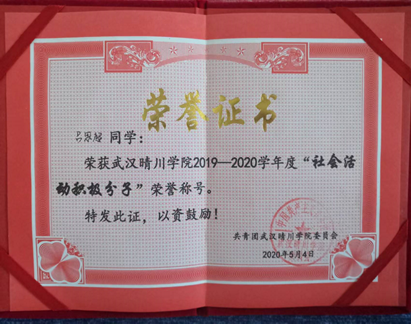 荣誉证书
同学：
荣获武汉晴川学院2019—2020学年度“社会活
动积极分子”荣誉称号。
特发此证，以资鼓励！
共青团武汉晴川学院委员会
2020年5月4日